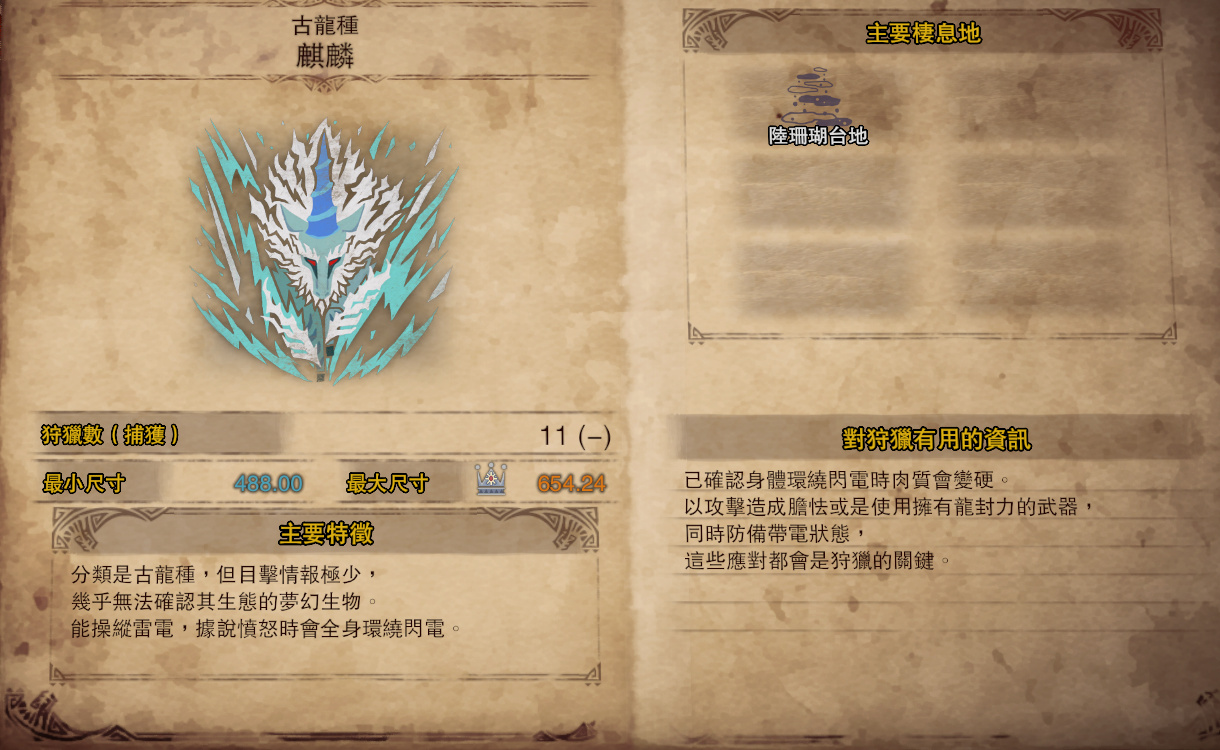 古龍種
麒麟
狩獵數(捕獲)
11 (−)
最小尺寸
488.00
最大尺寸
654.24
主要特徵
分類是古龍種，但目擊情報極少，
幾乎無法確認其生態的夢幻生物。
能操縱雷電，據說憤怒時會全身環繞閃電。
主要棲息地
陸珊瑚台地
對狩獵有用的資訊
已確認身體環繞閃電時肉質會變硬。
以攻擊造成膽怯或是使用擁有龍封力的武器，
同時防備帶電狀態，
這些應對都會是狩獵的關鍵。